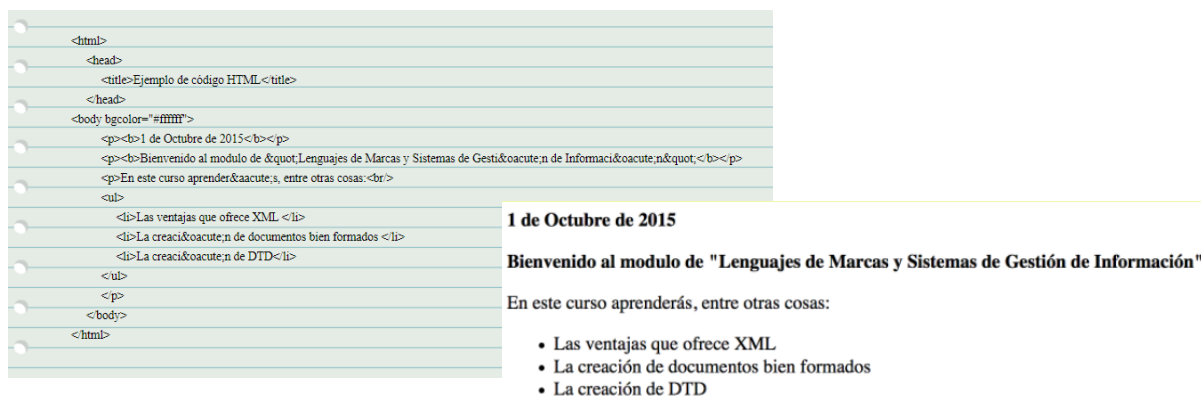 <html>
<head>
<title>Ejemplo de código HTML</title>
</head>
<body bgcolor="#ffffff">
<p><b>1 de Octubre de 2015</b></p>
<p><b>Bienvenido al modulo de &quot;Lenguajes de Marcas y Sistemas de Gesti&oacute;n de Informaci&oacute;n&quot;</b></p>
<p>En este curso aprender&aacute;s, entre otras cosas:<br/>
<ul>
<li>Las ventajas que ofrece XML </li>
<li>La creaci&oacute;n de documentos bien formados </li>
<li>La creaci&oacute;n de DTD</li>
</ul>
</p>
</body>
</html>
1 de Octubre de 2015
Bienvenido al modulo de "Lenguajes de Marcas y Sistemas de Gestión de Información"
En este curso aprenderás, entre otras cosas:
• Las ventajas que ofrece XML
• La creación de documentos bien formados
• La creación de DTD